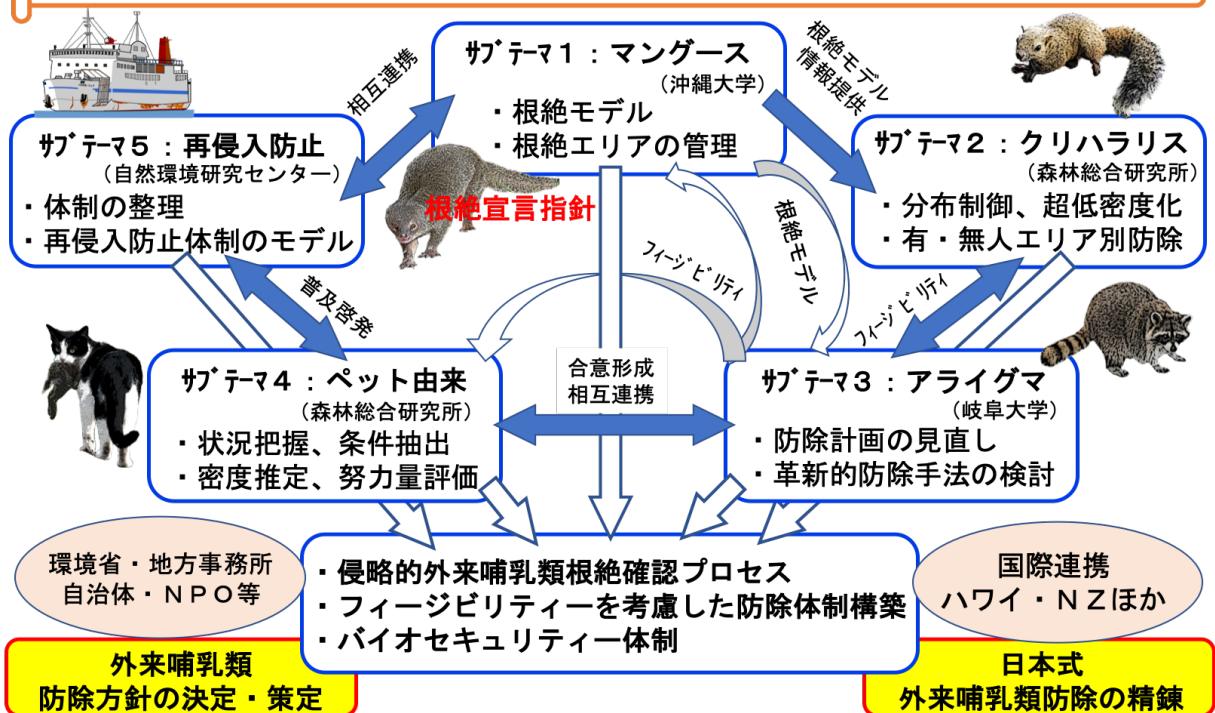 サブテーマ1：マングース
（沖縄大学）
・根絶モデル
・根絶エリアの管理
相互連携
根絶モデル
情報提供
サブテーマ5：再侵入防止
（自然環境研究センター）
・体制の整理
・再侵入防止体制のモデル
根絶宣言指針
サブテーマ2：クリハラリス
（森林総合研究所）
・分布制御、超低密度化
・有・無人エリア別防除
フィージビリティ
根絶モデル
普及啓発
フィージビリティ
サブテーマ4：ペット由来
（森林総合研究所）
・状況把握、条件抽出
・密度推定、努力量評価
合意形成
相互連携
サブテーマ3：アライグマ
（岐阜大学）
・防除計画の見直し
・革新的防除手法の検討
環境省・地方事務所
自治体・ＮＰＯ等
・侵略的外来哺乳類根絶確認プロセス
・フィージビリティーを考慮した防除体制構築
・バイオセキュリティー体制
国際連携
ハワイ・ＮＺほか
外来哺乳類
防除方針の決定・策定
日本式
外来哺乳類防除の精錬